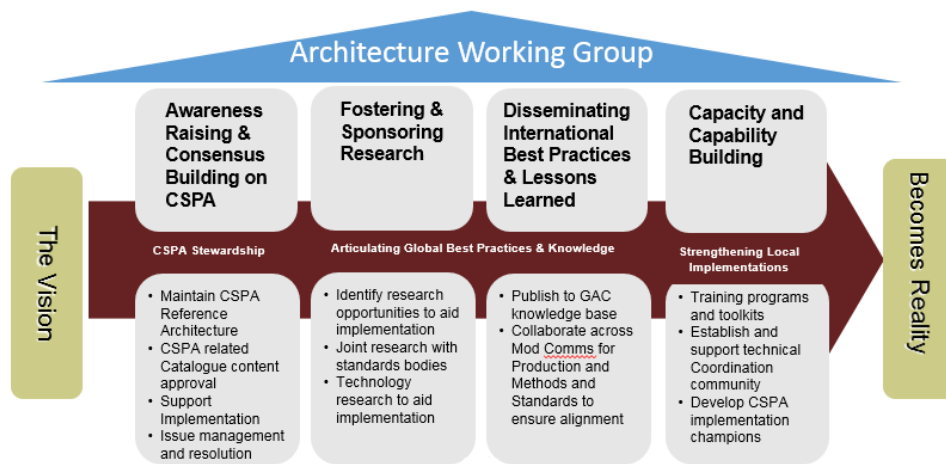 Architecture Working Group
The Vision
Awareness
Raising &
Consensus
Building on
CSPA
Fostering &
Sponsoring
Research
Disseminating
International
Best Practices
& Lessons
Learned
Capacity and
Capability
Building
CSPA Stewardship
Articulating Global Best Practices & Knowledge
Strengthening Local
Implementations
• Maintain CSPA
Reference
Architecture
• CSPA related
Catalogue content
approval
• Support
Implementation
• Issue management
and resolution
• Identify research
opportunities to aid
implementation
• Joint research with
standards bodies
• Technology
research to aid
implementation
• Publish to GAC
knowledge base
• Collaborate across
Mod Comms for
Production and
Methods and
Standards to
ensure alignment
• Training programs
and toolkits
• Establish and
support technical
Coordination
community
• Develop CSPA
implementation
champions
Becomes Reality